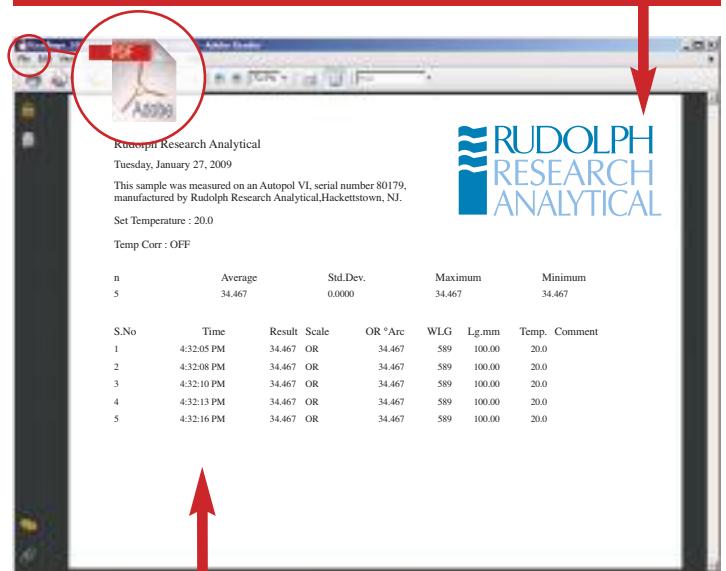 Adobe Reader
File Edit
PDF
Adobe
Rudolph Research Analytical
Tuesday, January 27, 2009
This sample was measured on an Autopol VI, serial number 80179,
manufactured by Rudolph Research Analytical,Hackettstown, NJ.
Set Temperature : 20.0
Temp Corr : OFF
RUDOLPH
RESEARCH
ANALYTICAL
n Average Std.Dev. Maximum Minimum
5 34.467 0.0000 34.467 34.467
S.No Time Result Scale OR °Arc WLG Lg.mm Temp. Comment
1 4:32:05 PM 34.467 OR 34.467 589 100.00 20.0
2 4:32:08 PM 34.467 OR 34.467 589 100.00 20.0
3 4:32:10 PM 34.467 OR 34.467 589 100.00 20.0
4 4:32:13 PM 34.467 OR 34.467 589 100.00 20.0
5 4:32:16 PM 34.467 OR 34.467 589 100.00 20.0